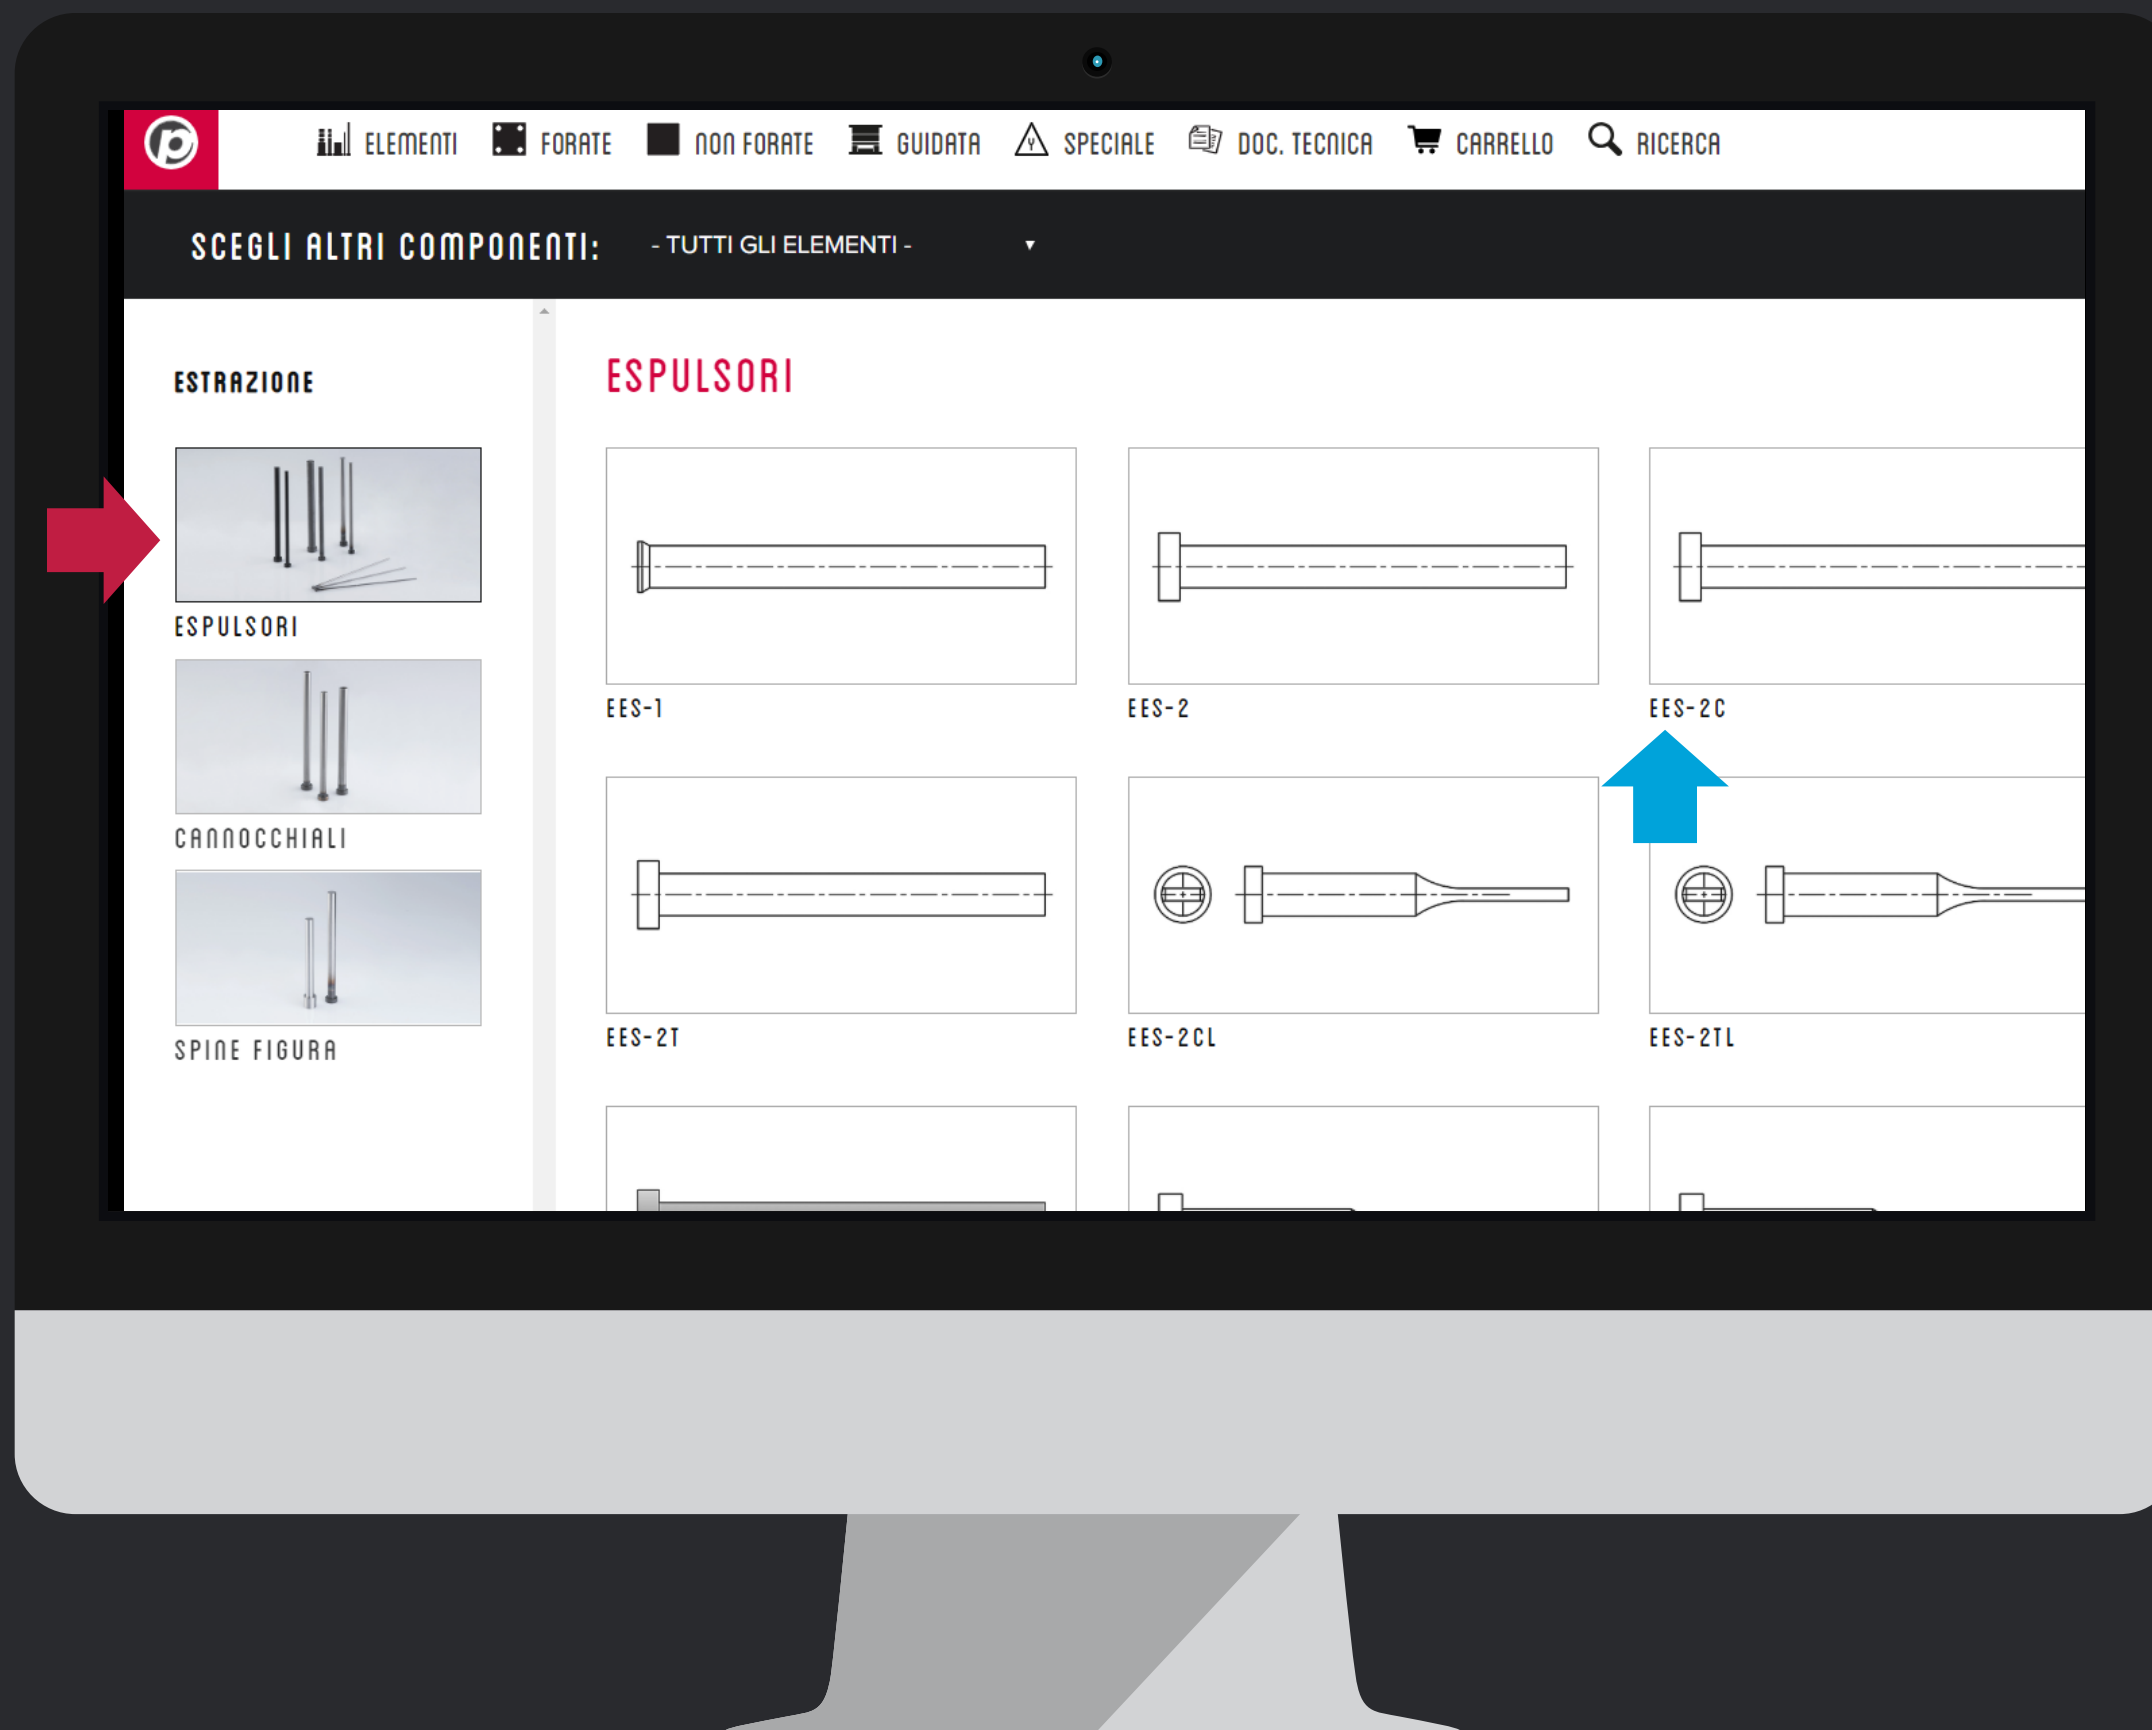 ELEMENTI FORATE NON FORATE GUIDATA SPECIALE DOC. TECNICA CARRELLO RICERCA
SCEGLI ALTRI COMPONENTI: - TUTTI GLI ELEMENTI -
ESTRAZIONE
ESPULSORI
CANNOCCHIALI
SPINE FIGURA
ESPULSORI
EES-1 EES-2 EES-2C
EES-2T EES-2CL EES-2TL